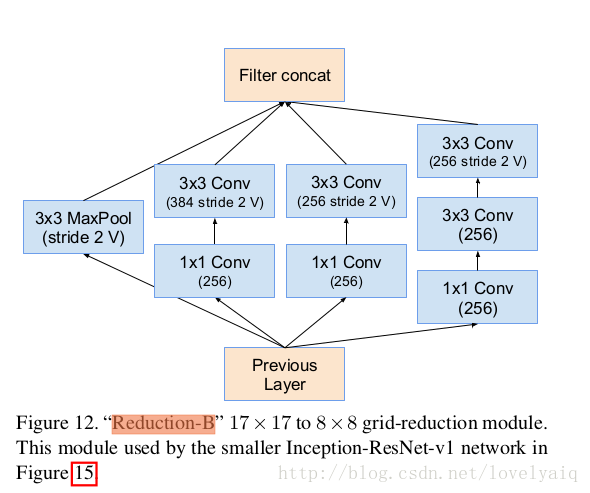 Filter concat
3x3 Conv
(256 stride 2 V)
3x3 Conv
(384 stride 2 V)
3x3 Conv
(256 stride 2 V)
3x3 MaxPool
(stride 2 V)
3x3 Conv
(256)
1x1 Conv
(256)
1x1 Conv
(256)
1x1 Conv
(256)
Previous
Layer
Figure 12. “Reduction-B” 17 × 17 to 8 × 8 grid-reduction module.
This module used by the smaller Inception-ResNet-v1 network in
Figure 15
http://blog.csdn.net/lovelyaiq